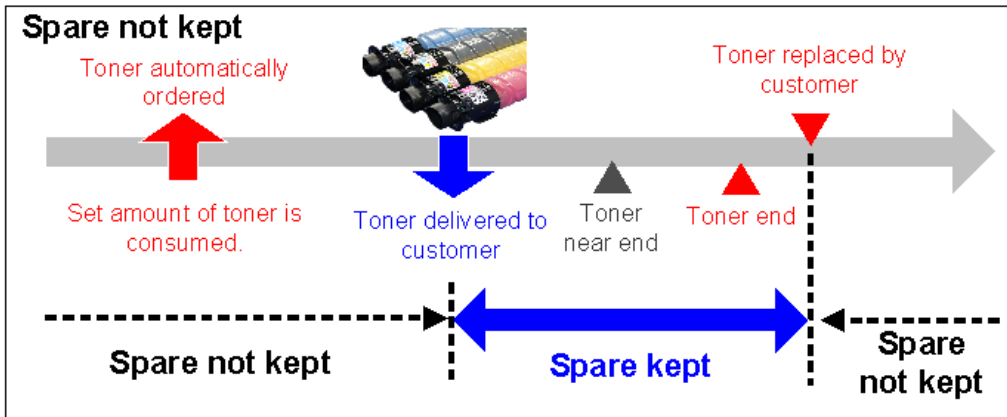 Spare not kept
Toner automatically
ordered
Toner replaced by
customer
Set amount of toner is
consumed.
Toner delivered to
customer
Toner
near end
Toner end
Spare not kept
Spare kept
Spare
not kept